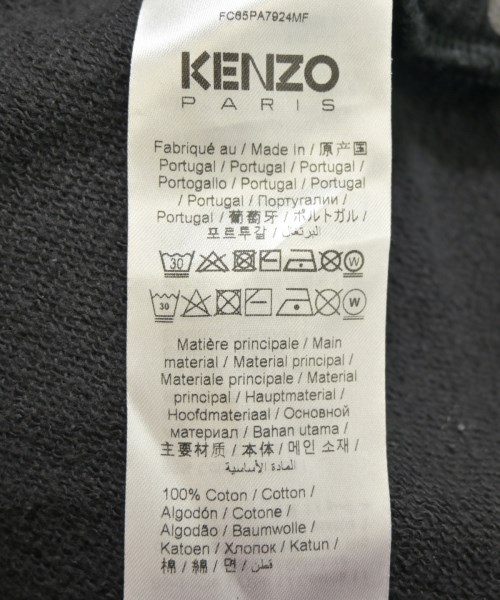 FC65PA7924MF
KENZO
PARIS
Fabriqué au / Made In / 原产国
Portugal / Portugal / Portugal /
Portogallo / Portugal / Portugal
/ Portugal / Португалии /
Portugal / 葡萄牙 / ポルトガル /
포르투갈 / البرتغال
30 W
30 W
Matière principale / Main
material / Material principal /
Materiale principale / Material
principal / Hauptmaterial /
Hoofdmateriaal / Основной
материал / Bahan utama /
主要材质 / 本体 / 메인 소재 /
المادة الأساسية
100% Coton / Cotton /
Algodón / Cotone /
Algodão / Baumwolle /
Katoen / Хлопок / Katun /
棉 / 綿 / 면 / قطن